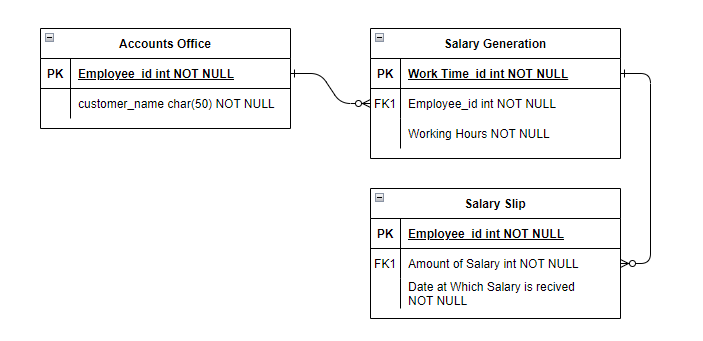 Accounts Office
PK Employee_id int NOT NULL
customer_name char(50) NOT NULL
Salary Generation
PK Work Time_id int NOT NULL
FK1 Employee_id int NOT NULL
Working Hours NOT NULL
Salary Slip
PK Employee_id int NOT NULL
FK1 Amount of Salary int NOT NULL
Date at Which Salary is recived
NOT NULL